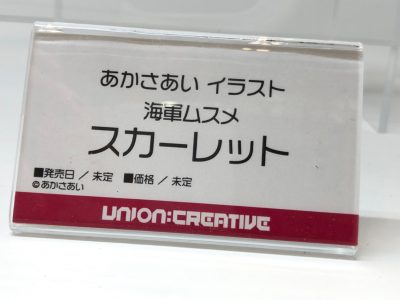 あかさあい イラスト
海軍ムスメ
スカーレット
■発売日 / 未定 ■価格 / 未定
©あかさあい
UNION:CREATIVE